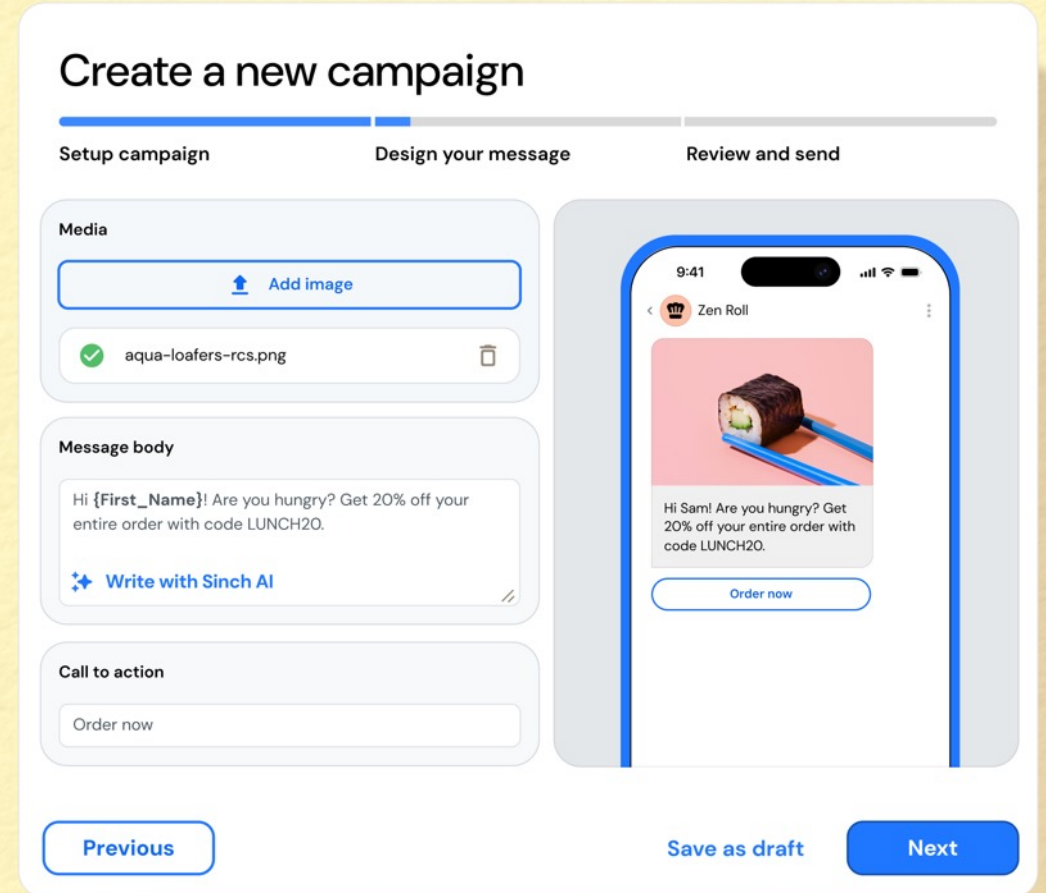 Create a new campaign
Setup campaign
Design your message
Review and send
Media
Add image
aqua-loafers-rcs.png
Message body
Hi {First_Name}! Are you hungry? Get 20% off your
entire order with code LUNCH20.
Write with Sinch AI
Call to action
Order now
9:41
Zen Roll
Hi Sam! Are you hungry? Get
20% off your entire order with
code LUNCH20.
Order now
Previous
Save as draft
Next